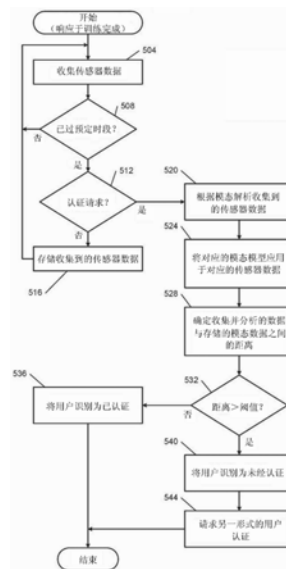 开始
（响应于训练完成）
504
收集传感器数据
508
已过预定时段？
否
是
512
认证请求？
是
否
存储收集到的传感器数据
516
520
根据模态解析收集到
的传感器数据
524
将对应的模态模型应用
于对应的传感器数据
528
确定收集并分析的数据
与存储的模态数据之间
的距离
532
距离>阈值？
否
是
536
将用户识别为已认证
540
将用户识别为未经认证
544
请求另一形式的用户
认证
结束